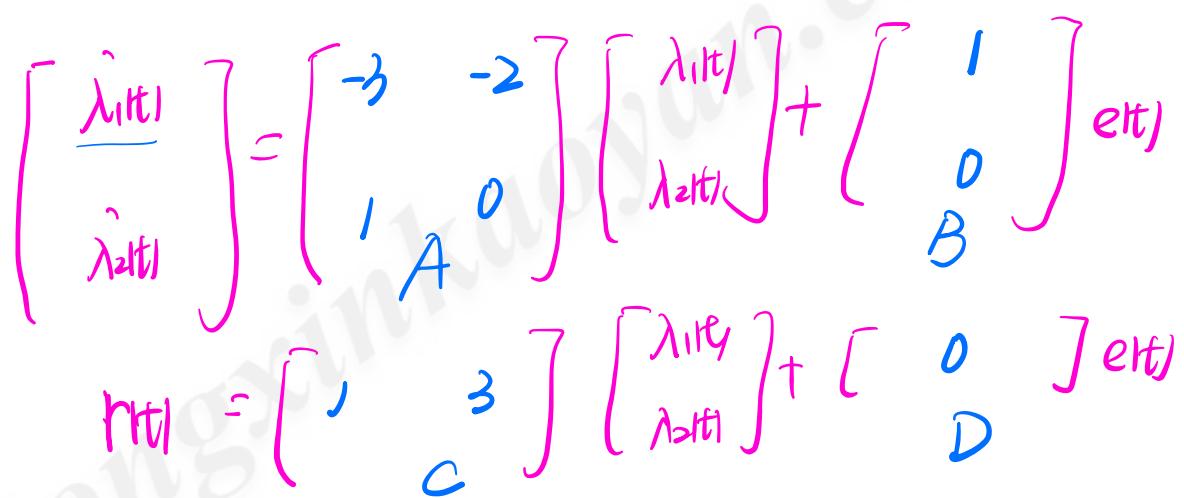 [λ̇₁(t) λ̇₂(t)] = [-3 -2 1 0] [λ₁(t) λ₂(t)] + [1 0] e(t)
A B
r(t) = [1 3] [λ₁(t) λ₂(t)] + [0] e(t)
C D